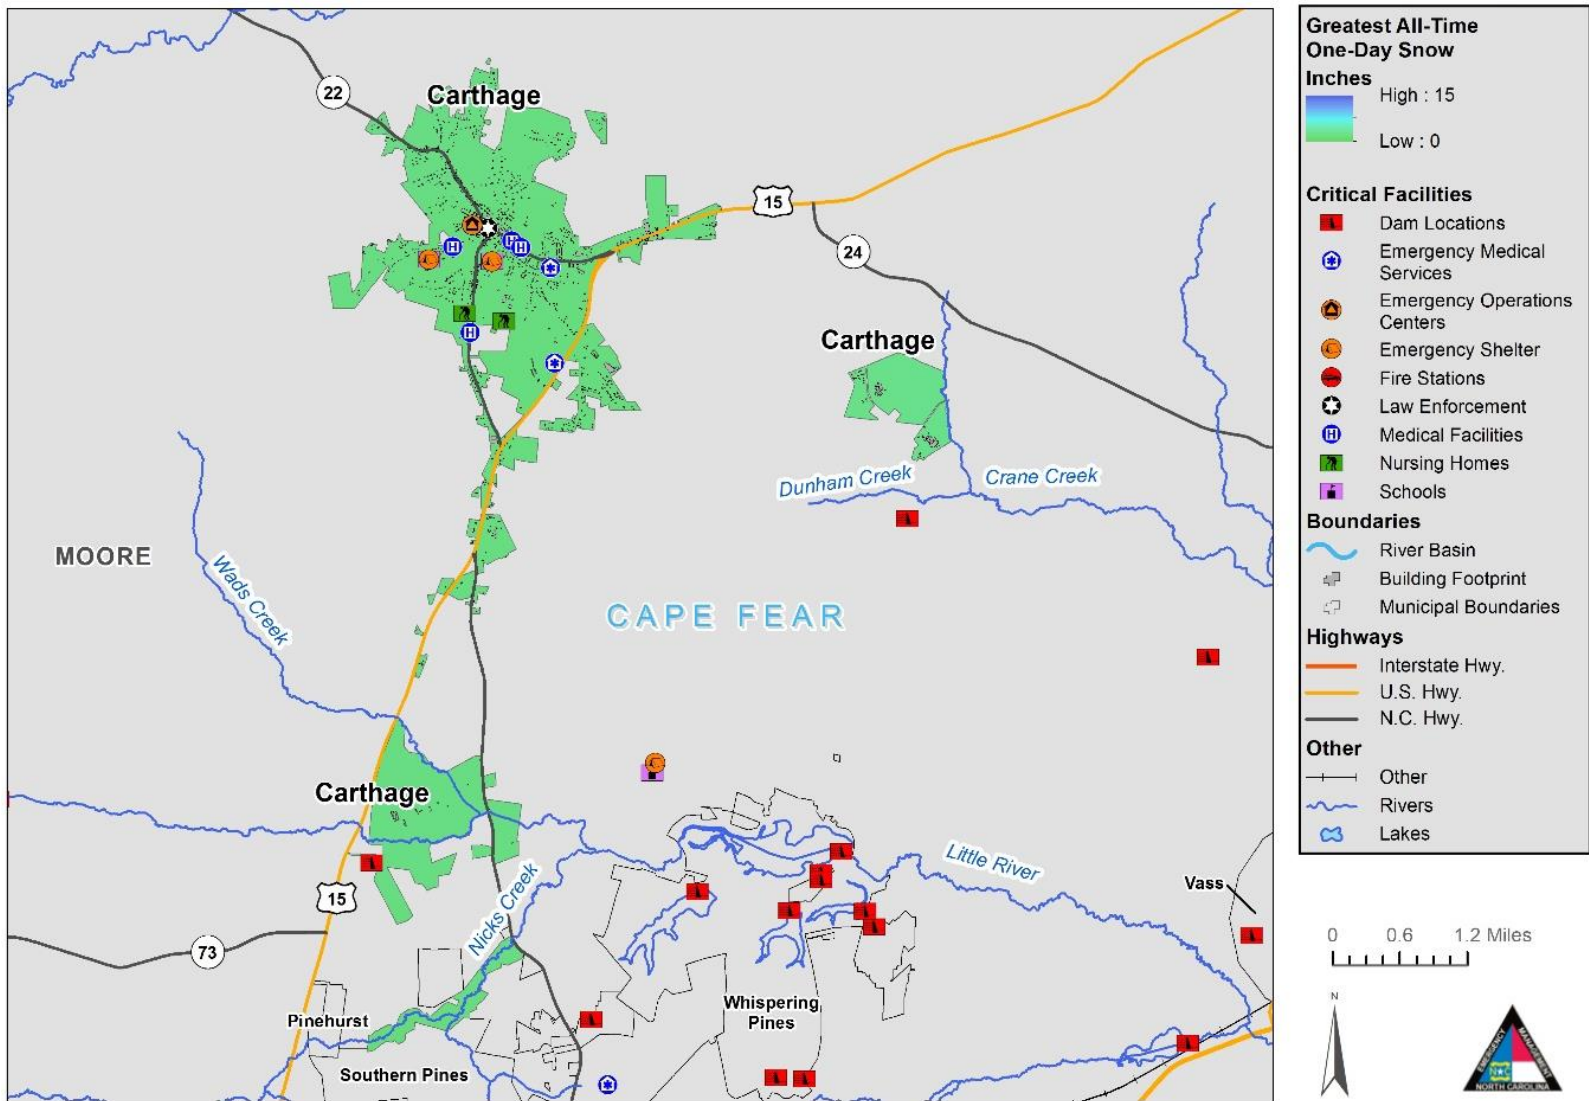 Carthage
22
15
24
Carthage
Dunham Creek
Crane Creek
MOORE
Wads Creek
CAPE FEAR
Carthage
Little River
Nicks Creek
Vass
15
73
Whispering
Pines
Pinehurst
Southern Pines
Greatest All-Time
One-Day Snow
Inches
High : 15
Low : 0
Critical Facilities
Dam Locations
Emergency Medical
Services
Emergency Operations
Centers
Emergency Shelter
Fire Stations
Law Enforcement
Medical Facilities
Nursing Homes
Schools
Boundaries
River Basin
Building Footprint
Municipal Boundaries
Highways
Interstate Hwy.
U.S. Hwy.
N.C. Hwy.
Other
Other
Rivers
Lakes
0 0.6 1.2 Miles
N
EMERGENCY
MANAGEMENT
NORTH CAROLINA